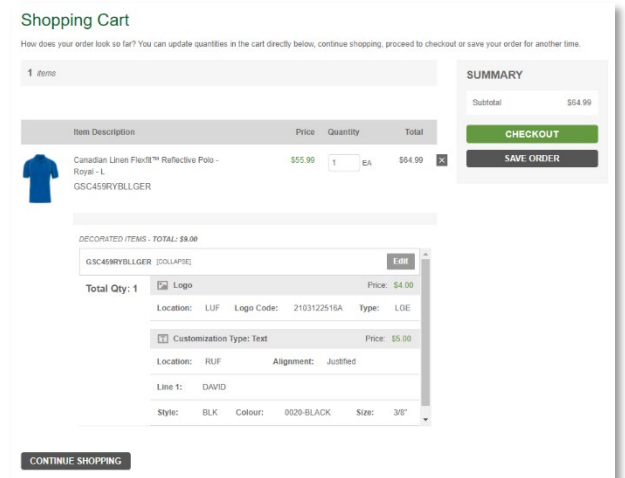 Shopping Cart
How does your order look so far? You can update quantities in the cart directly below, continue shopping, proceed to checkout or save your order for another time.
1 items
SUMMARY
Subtotal $64.99
CHECKOUT
SAVE ORDER
Item Description Price Quantity Total
Canadian Linen Flexfit™ Reflective Polo - $55.99 1 EA $64.99 X
Royal - L
GSC459RYBLLGER
DECORATED ITEMS - TOTAL: $9.00
GSC459RYBLLGER [COLLAPSE] Edit
Total Qty: 1 Logo Price: $4.00
Location: LUF Logo Code: 2103122516A Type: LGE
Customization Type: Text Price: $5.00
Location: RUF Alignment: Justified
Line 1: DAVID
Style: BLK Colour: 0020-BLACK Size: 3/8"
CONTINUE SHOPPING